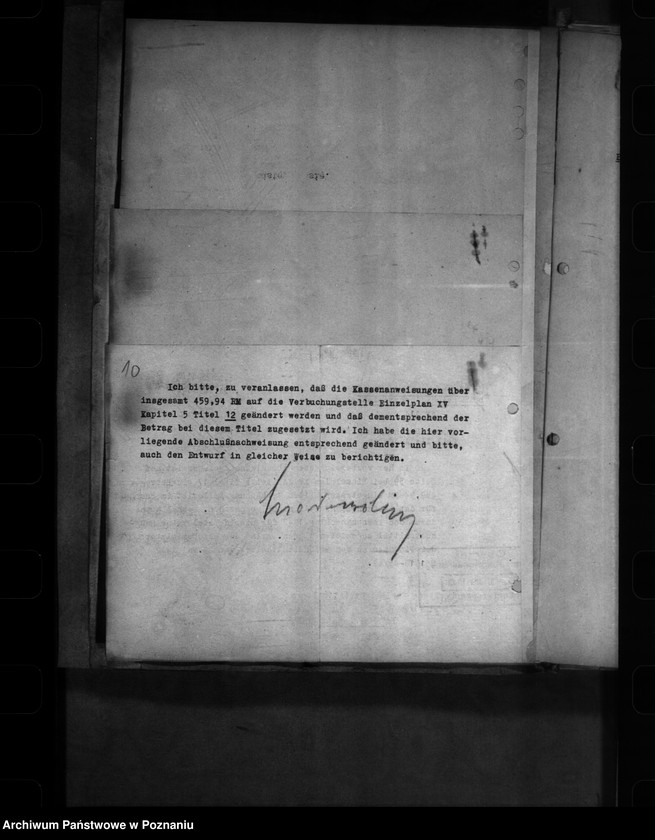 10
Ich bitte, zu veranlassen, daß die Kassenanweisungen über
insgesamt 459,94 RM auf die Verbuchungstelle Einzelplan XV
Kapitel 5 Titel 12 geändert werden und daß dementsprechend der
Betrag bei diesem Titel zugesetzt wird. Ich habe die hier vor-
liegende Abschlußnachweisung entsprechend geändert und bitte,
auch den Entwurf in gleicher Weise zu berichtigen.
Archiwum Państwowe w Poznaniu